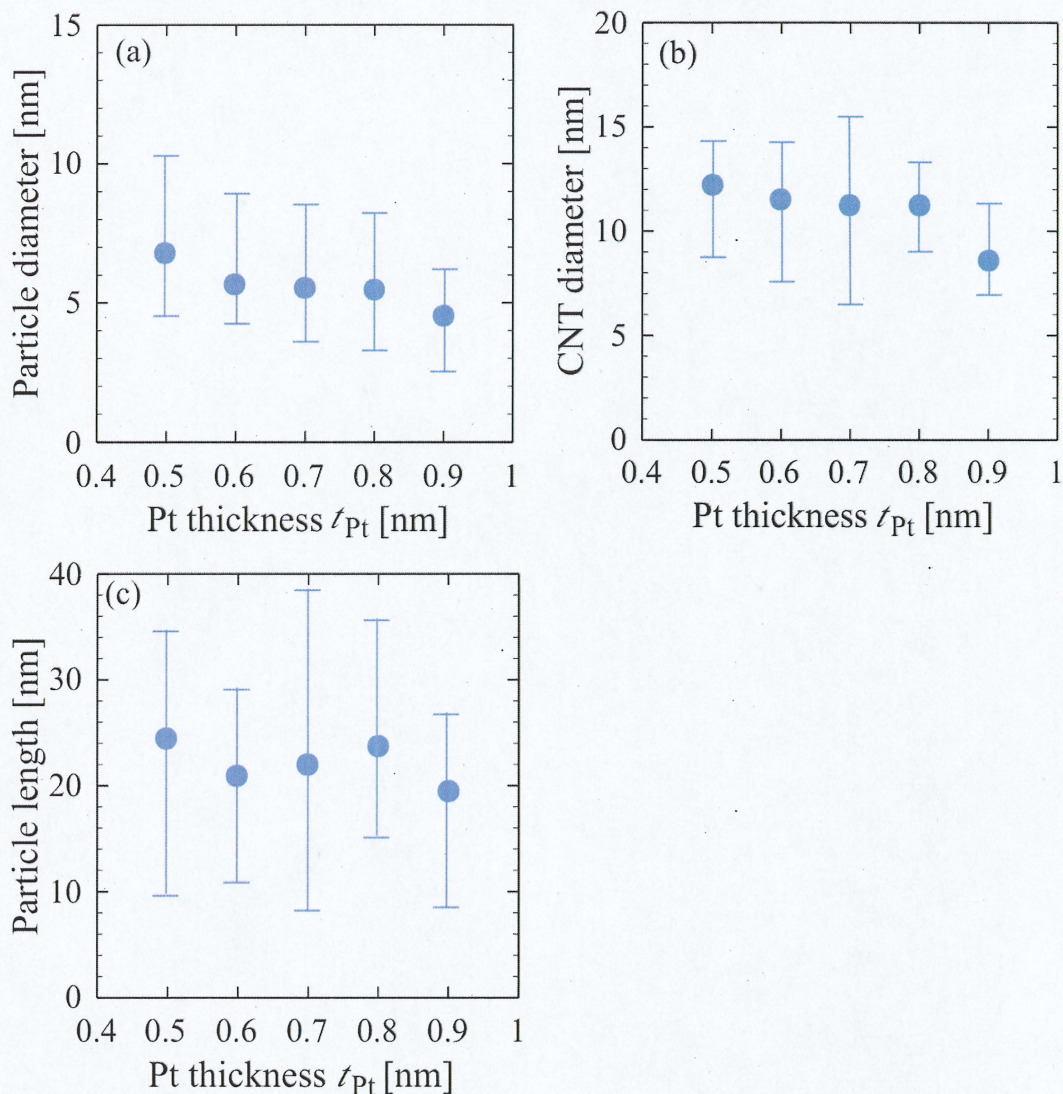 (a)
Particle diameter [nm]
15
10
5
0
0.4 0.5 0.6 0.7 0.8 0.9 1
Pt thickness tPt [nm]
(b)
CNT diameter [nm]
20
15
10
5
0
0.4 0.5 0.6 0.7 0.8 0.9 1
Pt thickness tPt [nm]
(c)
Particle length [nm]
40
30
20
10
0
0.4 0.5 0.6 0.7 0.8 0.9 1
Pt thickness tPt [nm]